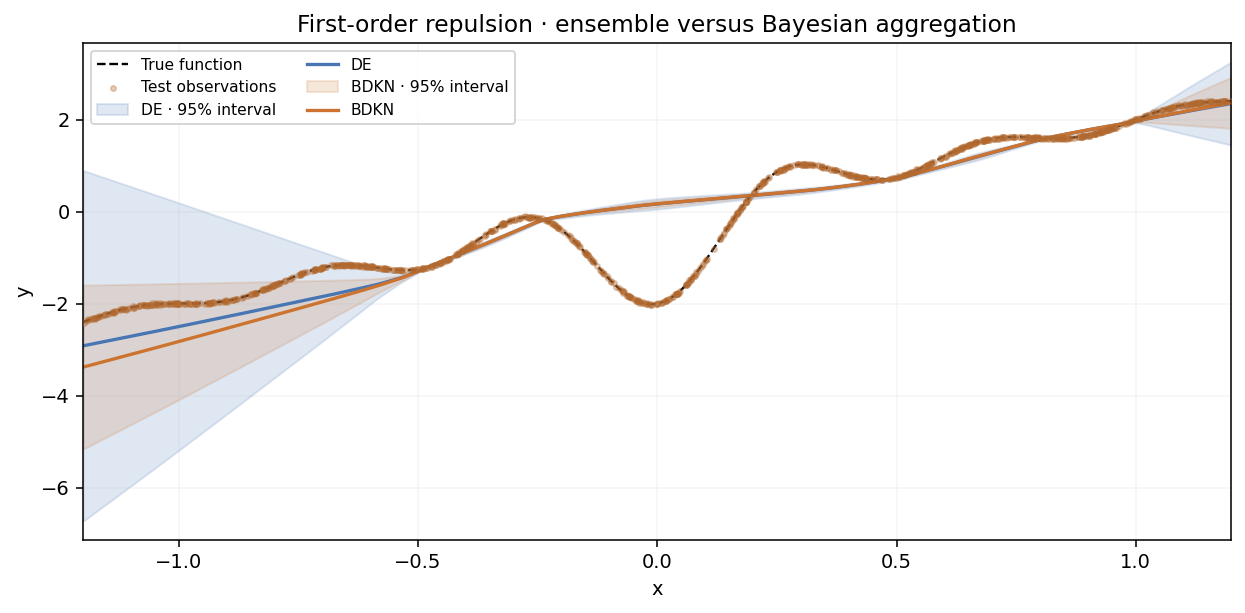 First-order repulsion · ensemble versus Bayesian aggregation
True function
Test observations
DE · 95% interval
DE
BDKN · 95% interval
BDKN
y
2
0
−2
−4
−6
−1.0
−0.5
0.0
0.5
1.0
x